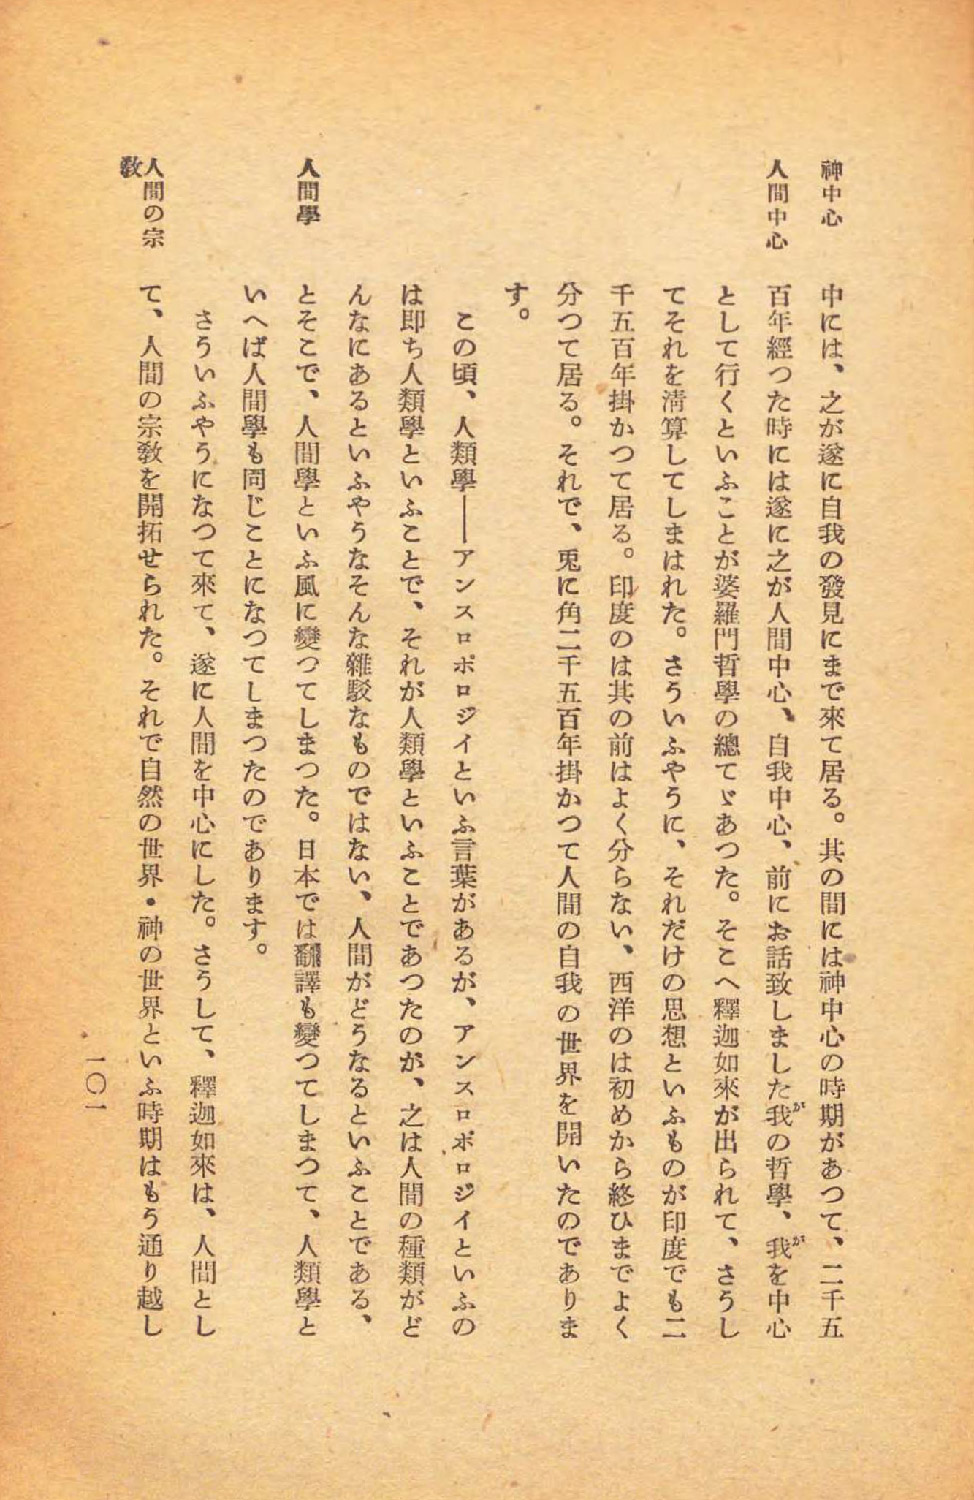 神中心
中には、之が遂に自我の發見にまで來て居る。其の間には神中心の時期があつて、二千五
人間中心
百年經つた時には遂に之が人間中心、自我中心、前にお話致しました我がの哲學、我がを中心
として行くといふことが婆羅門哲學の總てゞあつた。そこへ釋迦如來が出られて、さうし
てそれを淸算してしまはれた。さういふやうに、それだけの思想といふものが印度でも二
千五百年掛かつて居る。印度のは其の前はよく分らない、西洋のは初めから終ひまでよく
分つて居る。それで、兎に角二千五百年掛かつて人間の自我の世界を開いたのでありま
す。
この頃、人類學――アンスロポロジイといふ言葉があるが、アンスロポロジイといふの
は即ち人類學といふことで、それが人類學といふことであつたのが、之は人間の種類がど
んなにあるといふやうなそんな雜駁なものではない、人間がどうなるといふことである、
人間學
とそこで、人間學といふ風に變つてしまつた。日本では翻譯も變つてしまつて、人類學と
いへば人間學も同じことになつてしまつたのであります。
さういふやうになつて來て、遂に人間を中心にした。さうして、釋迦如來は、人間とし
人間の宗
敎
て、人間の宗敎を開拓せられた。それで自然の世界・神の世界といふ時期はもう通り越し
一〇一